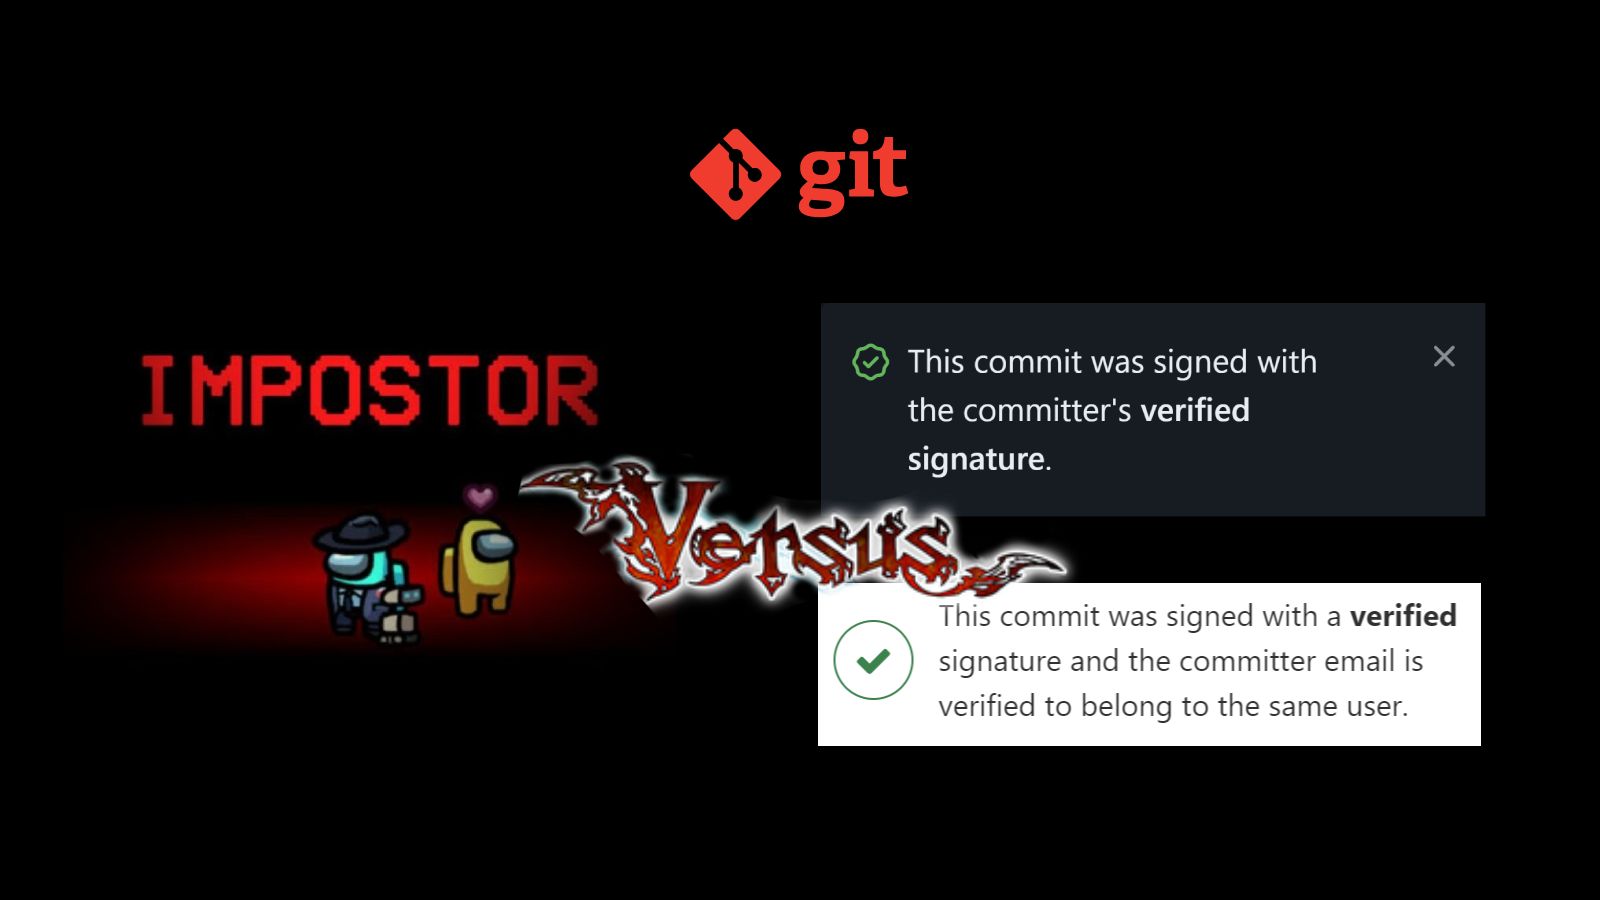 git
IMPOSTOR
Versus
This commit was signed with
the committer's verified
signature.
This commit was signed with a verified
signature and the committer email is
verified to belong to the same user.